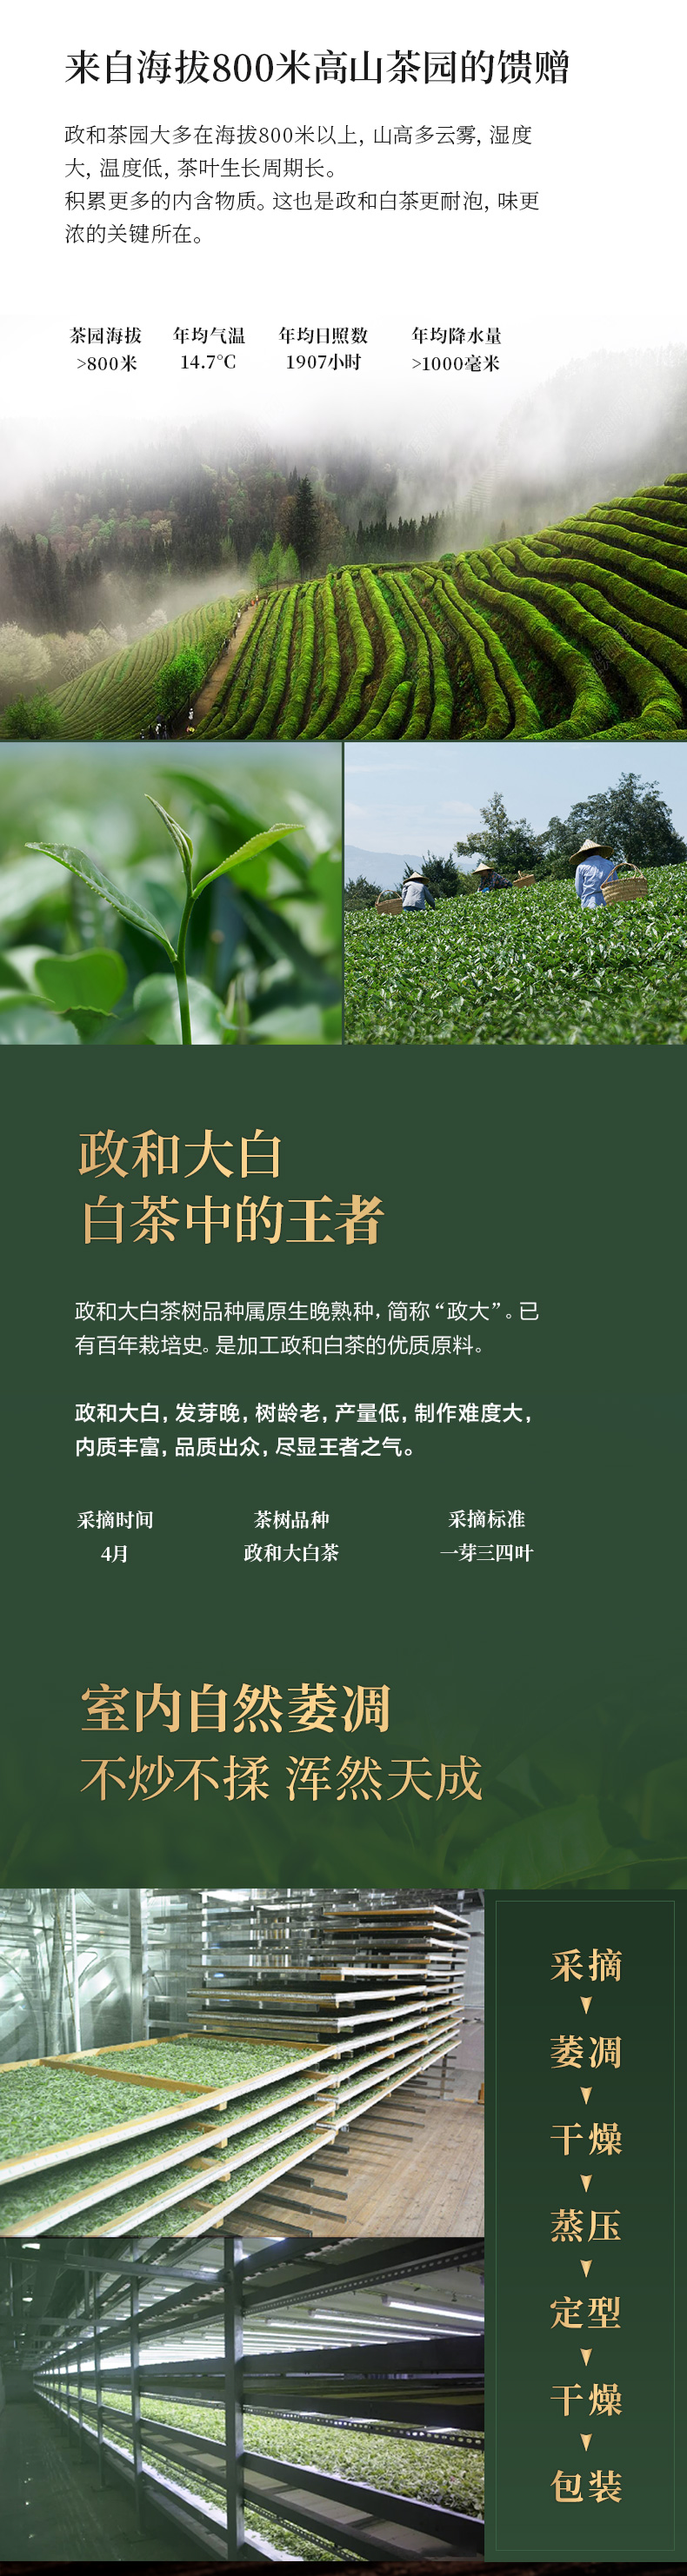 来自海拔800米高山茶园的馈赠
政和茶园大多在海拔800米以上,山高多云雾,湿度
大,温度低,茶叶生长周期长。
积累更多的内含物质。这也是政和白茶更耐泡,味更
浓的关键所在。
茶园海拔 年均气温 年均日照数 年均降水量
>800米 14.7°C 1907小时 >1000毫米
政和大白
白茶中的王者
政和大白茶树品种属原生晚熟种,简称“政大”。已
有百年栽培史。是加工政和白茶的优质原料。
政和大白,发芽晚,树龄老,产量低,制作难度大,
内质丰富,品质出众,尽显王者之气。
采摘时间 茶树品种 采摘标准
4月 政和大白茶 一芽三四叶
室内自然萎凋
不炒不揉 浑然天成
采摘
萎凋
干燥
蒸压
定型
干燥
包装